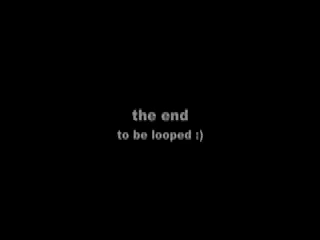 the end
to be looped :)